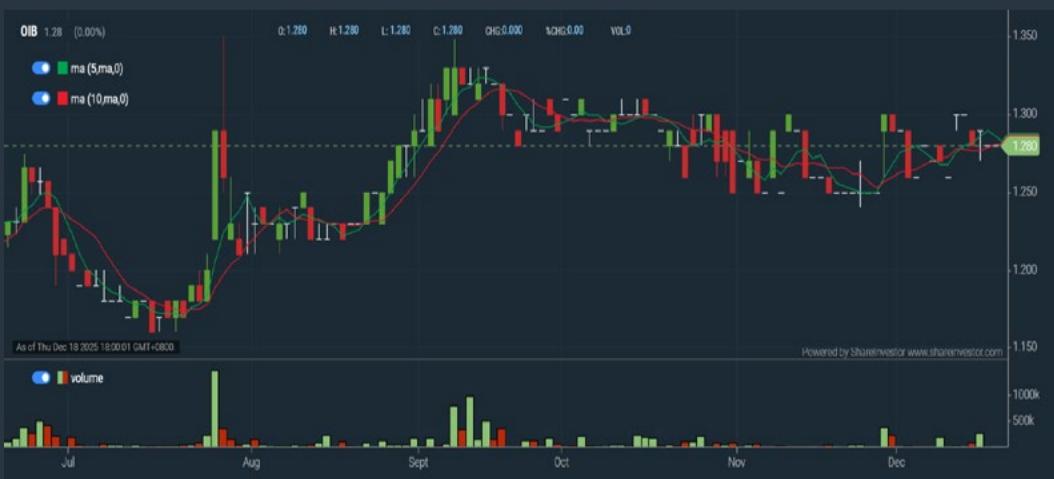 OIB 1.28 (0.00%) O:1.280 H:1.280 L:1.280 C:1.280 CHG:0.000 %CHG:0.00 VOL:0
ma (5,ma,0)
ma (10,ma,0)
1.350
1.300
1.280
1.250
1.200
1.150
As of Thu Dec 18 2025 18:00:01 GMT+0800
Powered by ShareInvestor www.shareinvestor.com
volume
1000k
500k
Jul Aug Sept Oct Nov Dec